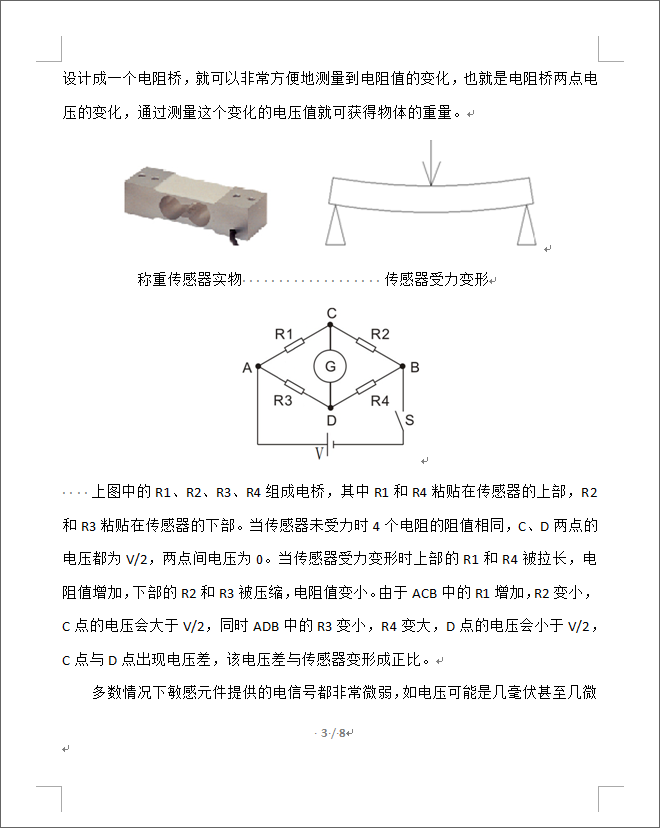 设计成一个电阻桥，就可以非常方便地测量到电阻值的变化，也就是电阻桥两点电
压的变化，通过测量这个变化的电压值就可获得物体的重量。
称重传感器实物 传感器受力变形
C
R1 R2
A G B
R3 R4
D S
V
上图中的 R1、R2、R3、R4 组成电桥，其中 R1 和 R4 粘贴在传感器的上部，R2
和 R3 粘贴在传感器的下部。当传感器未受力时 4 个电阻的阻值相同，C、D 两点的
电压都为 V/2，两点间电压为 0。当传感器受力变形时上部的 R1 和 R4 被拉长，电
阻值增加，下部的 R2 和 R3 被压缩，电阻值变小。由于 ACB 中的 R1 增加，R2 变小，
C 点的电压会大于 V/2，同时 ADB 中的 R3 变小，R4 变大，D 点的电压会小于 V/2，
C 点与 D 点出现电压差，该电压差与传感器变形成正比。
多数情况下敏感元件提供的电信号都非常微弱，如电压可能是几毫伏甚至几微
3 / 8